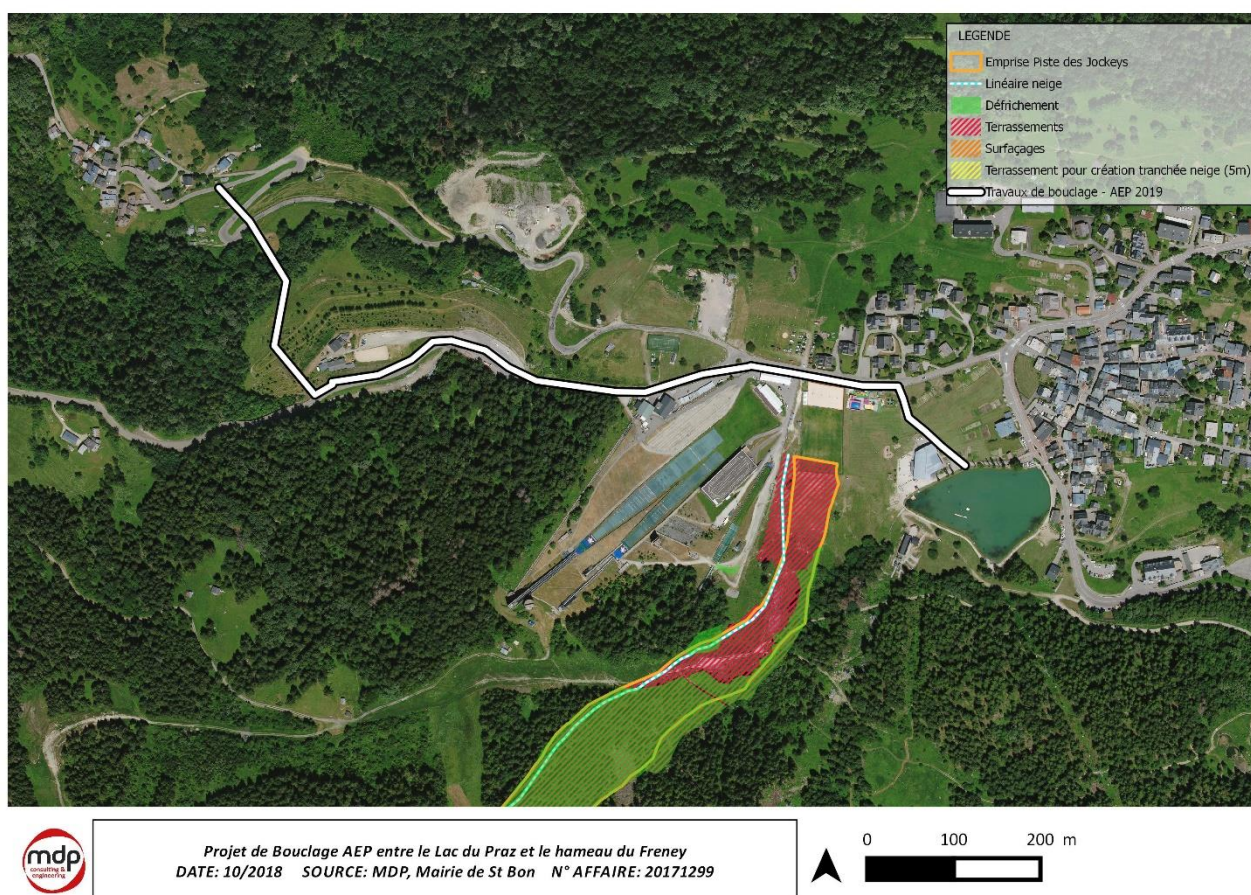 LEGENDE
Emprise Piste des Jockeys
Linéaire neige
Défrichement
Terrassements
Surfaçages
Terrassement pour création tranchée neige (5m)
Travaux de bouclage - AEP 2019
mdp
consulting &
engineering
Projet de Bouclage AEP entre le Lac du Praz et le hameau du Freney
DATE: 10/2018 SOURCE: MDP, Mairie de St Bon N° AFFAIRE: 20171299
0 100 200 m